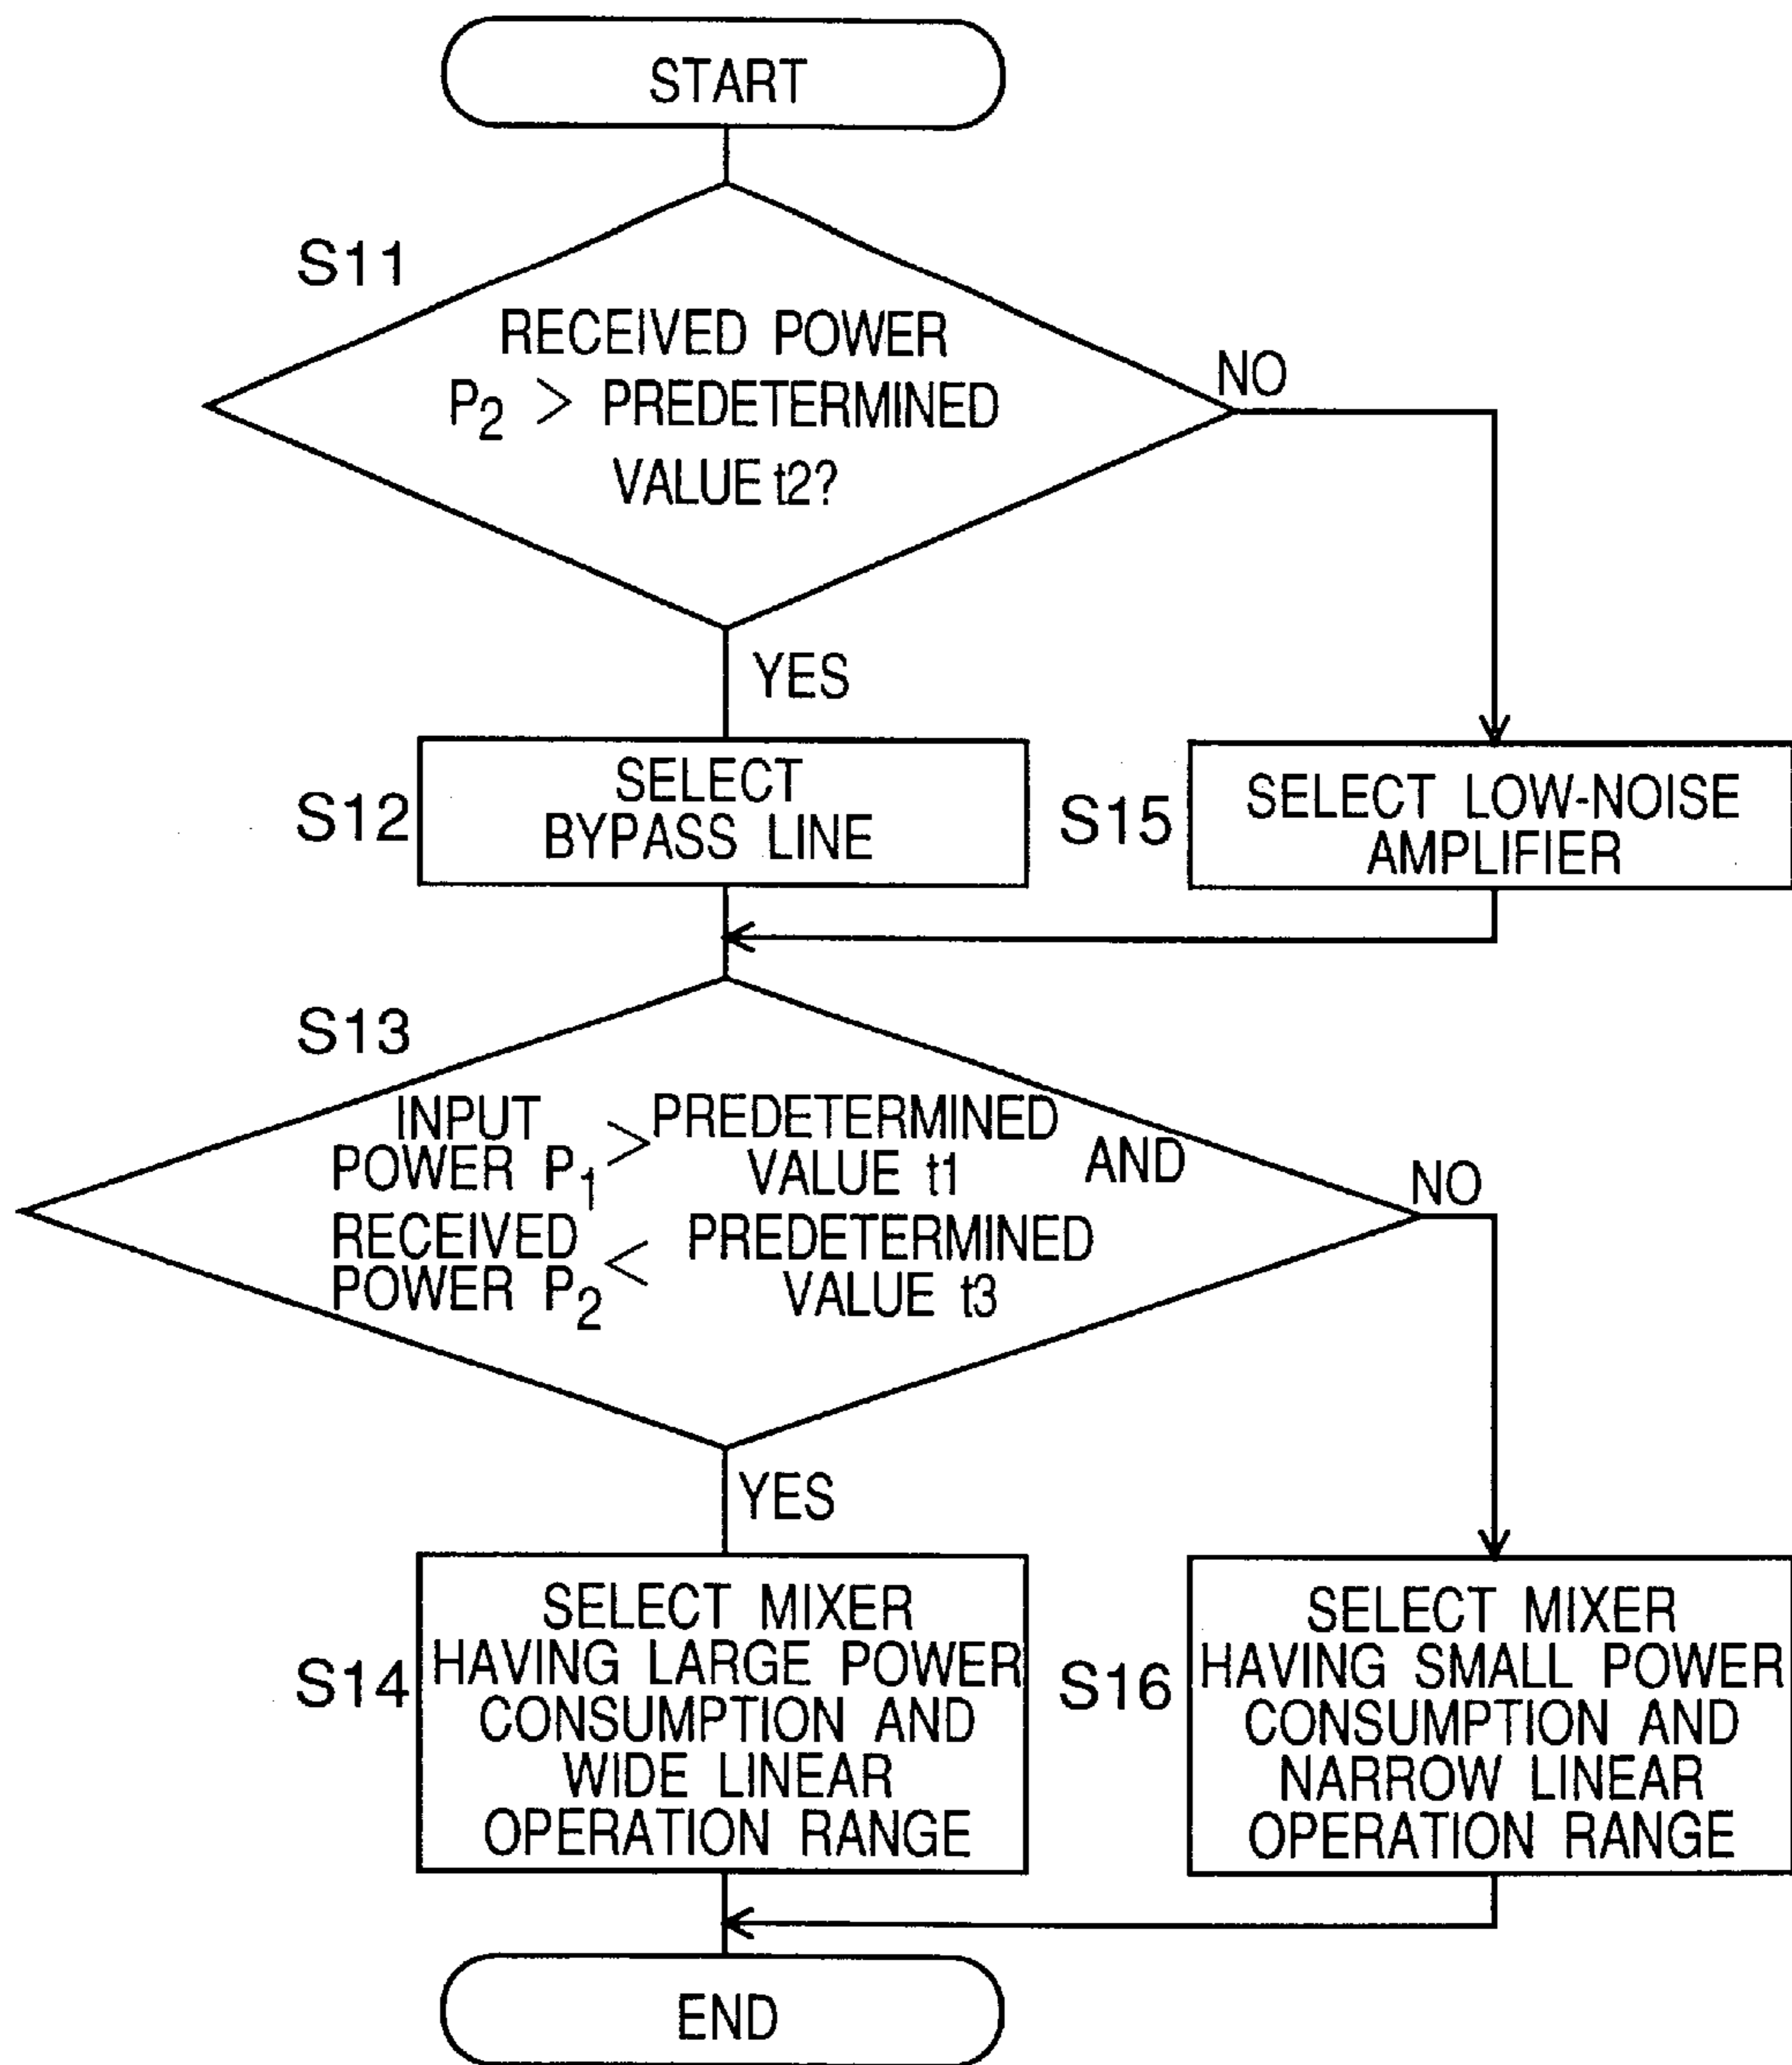 START
S11
RECEIVED POWER
P2 > PREDETERMINED
VALUE t2?
NO
YES
S12
SELECT
BYPASS LINE
S15
SELECT LOW-NOISE
AMPLIFIER
S13
INPUT
POWER P1 > PREDETERMINED
VALUE t1 AND
RECEIVED
POWER P2 < PREDETERMINED
VALUE t3
NO
YES
S14
SELECT MIXER
HAVING LARGE POWER
CONSUMPTION AND
WIDE LINEAR
OPERATION RANGE
S16
SELECT MIXER
HAVING SMALL POWER
CONSUMPTION AND
NARROW LINEAR
OPERATION RANGE
END